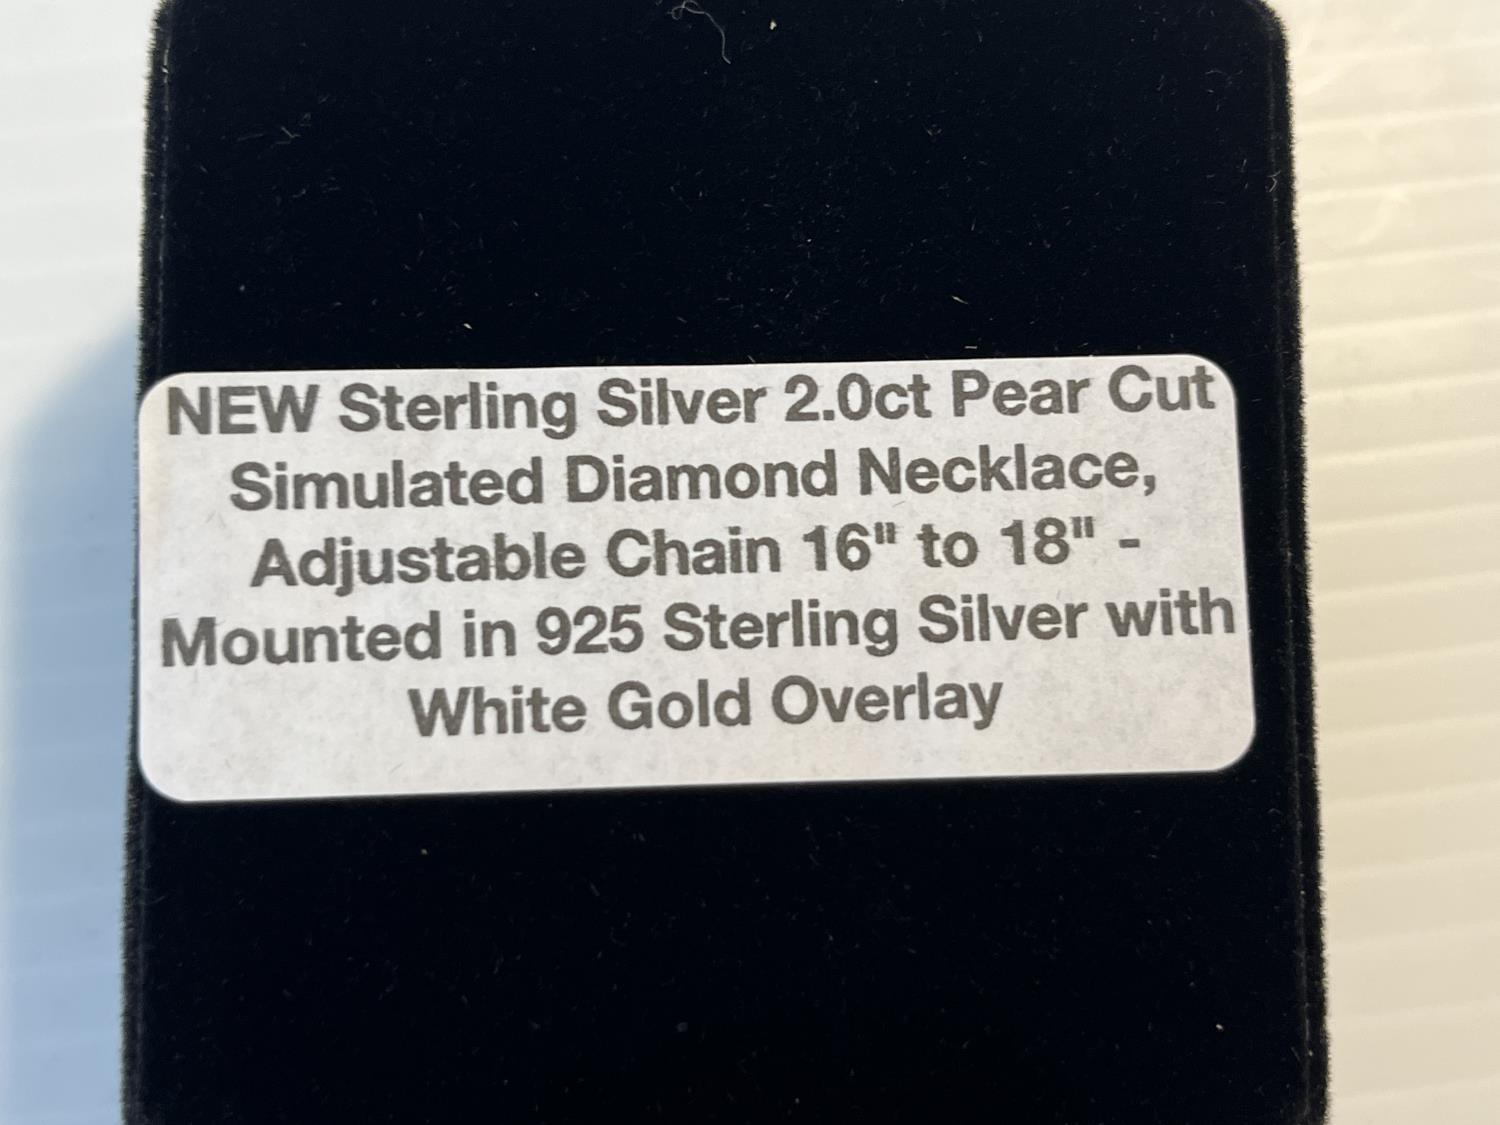 NEW Sterling Silver 2.0ct Pear Cut
Simulated Diamond Necklace,
Adjustable Chain 16" to 18" -
Mounted in 925 Sterling Silver with
White Gold Overlay